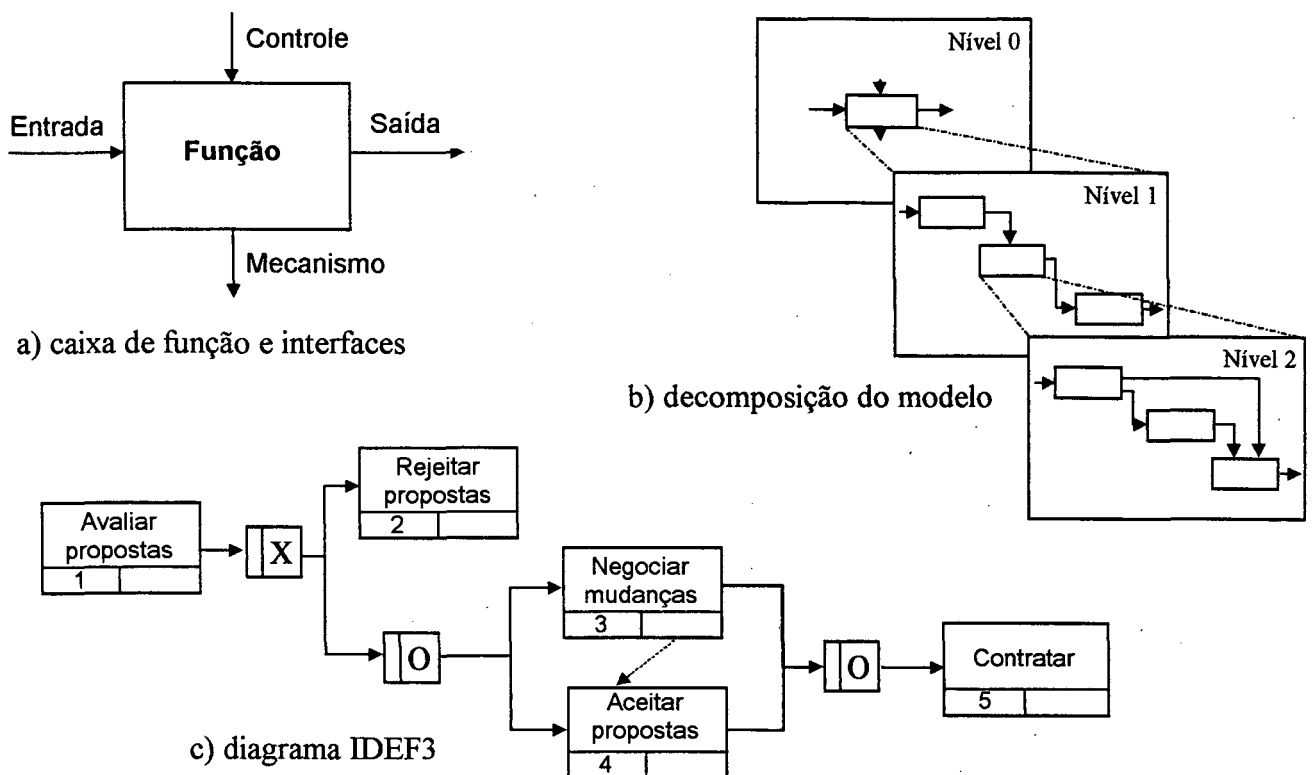 Controle
Entrada
Função
Saída
Mecanismo
a) caixa de função e interfaces
Nível 0
Nível 1
Nível 2
b) decomposição do modelo
Avaliar
propostas
1
X
Rejeitar
propostas
2
O
Negociar
mudanças
3
Aceitar
propostas
4
O
Contratar
5
c) diagrama IDEF3